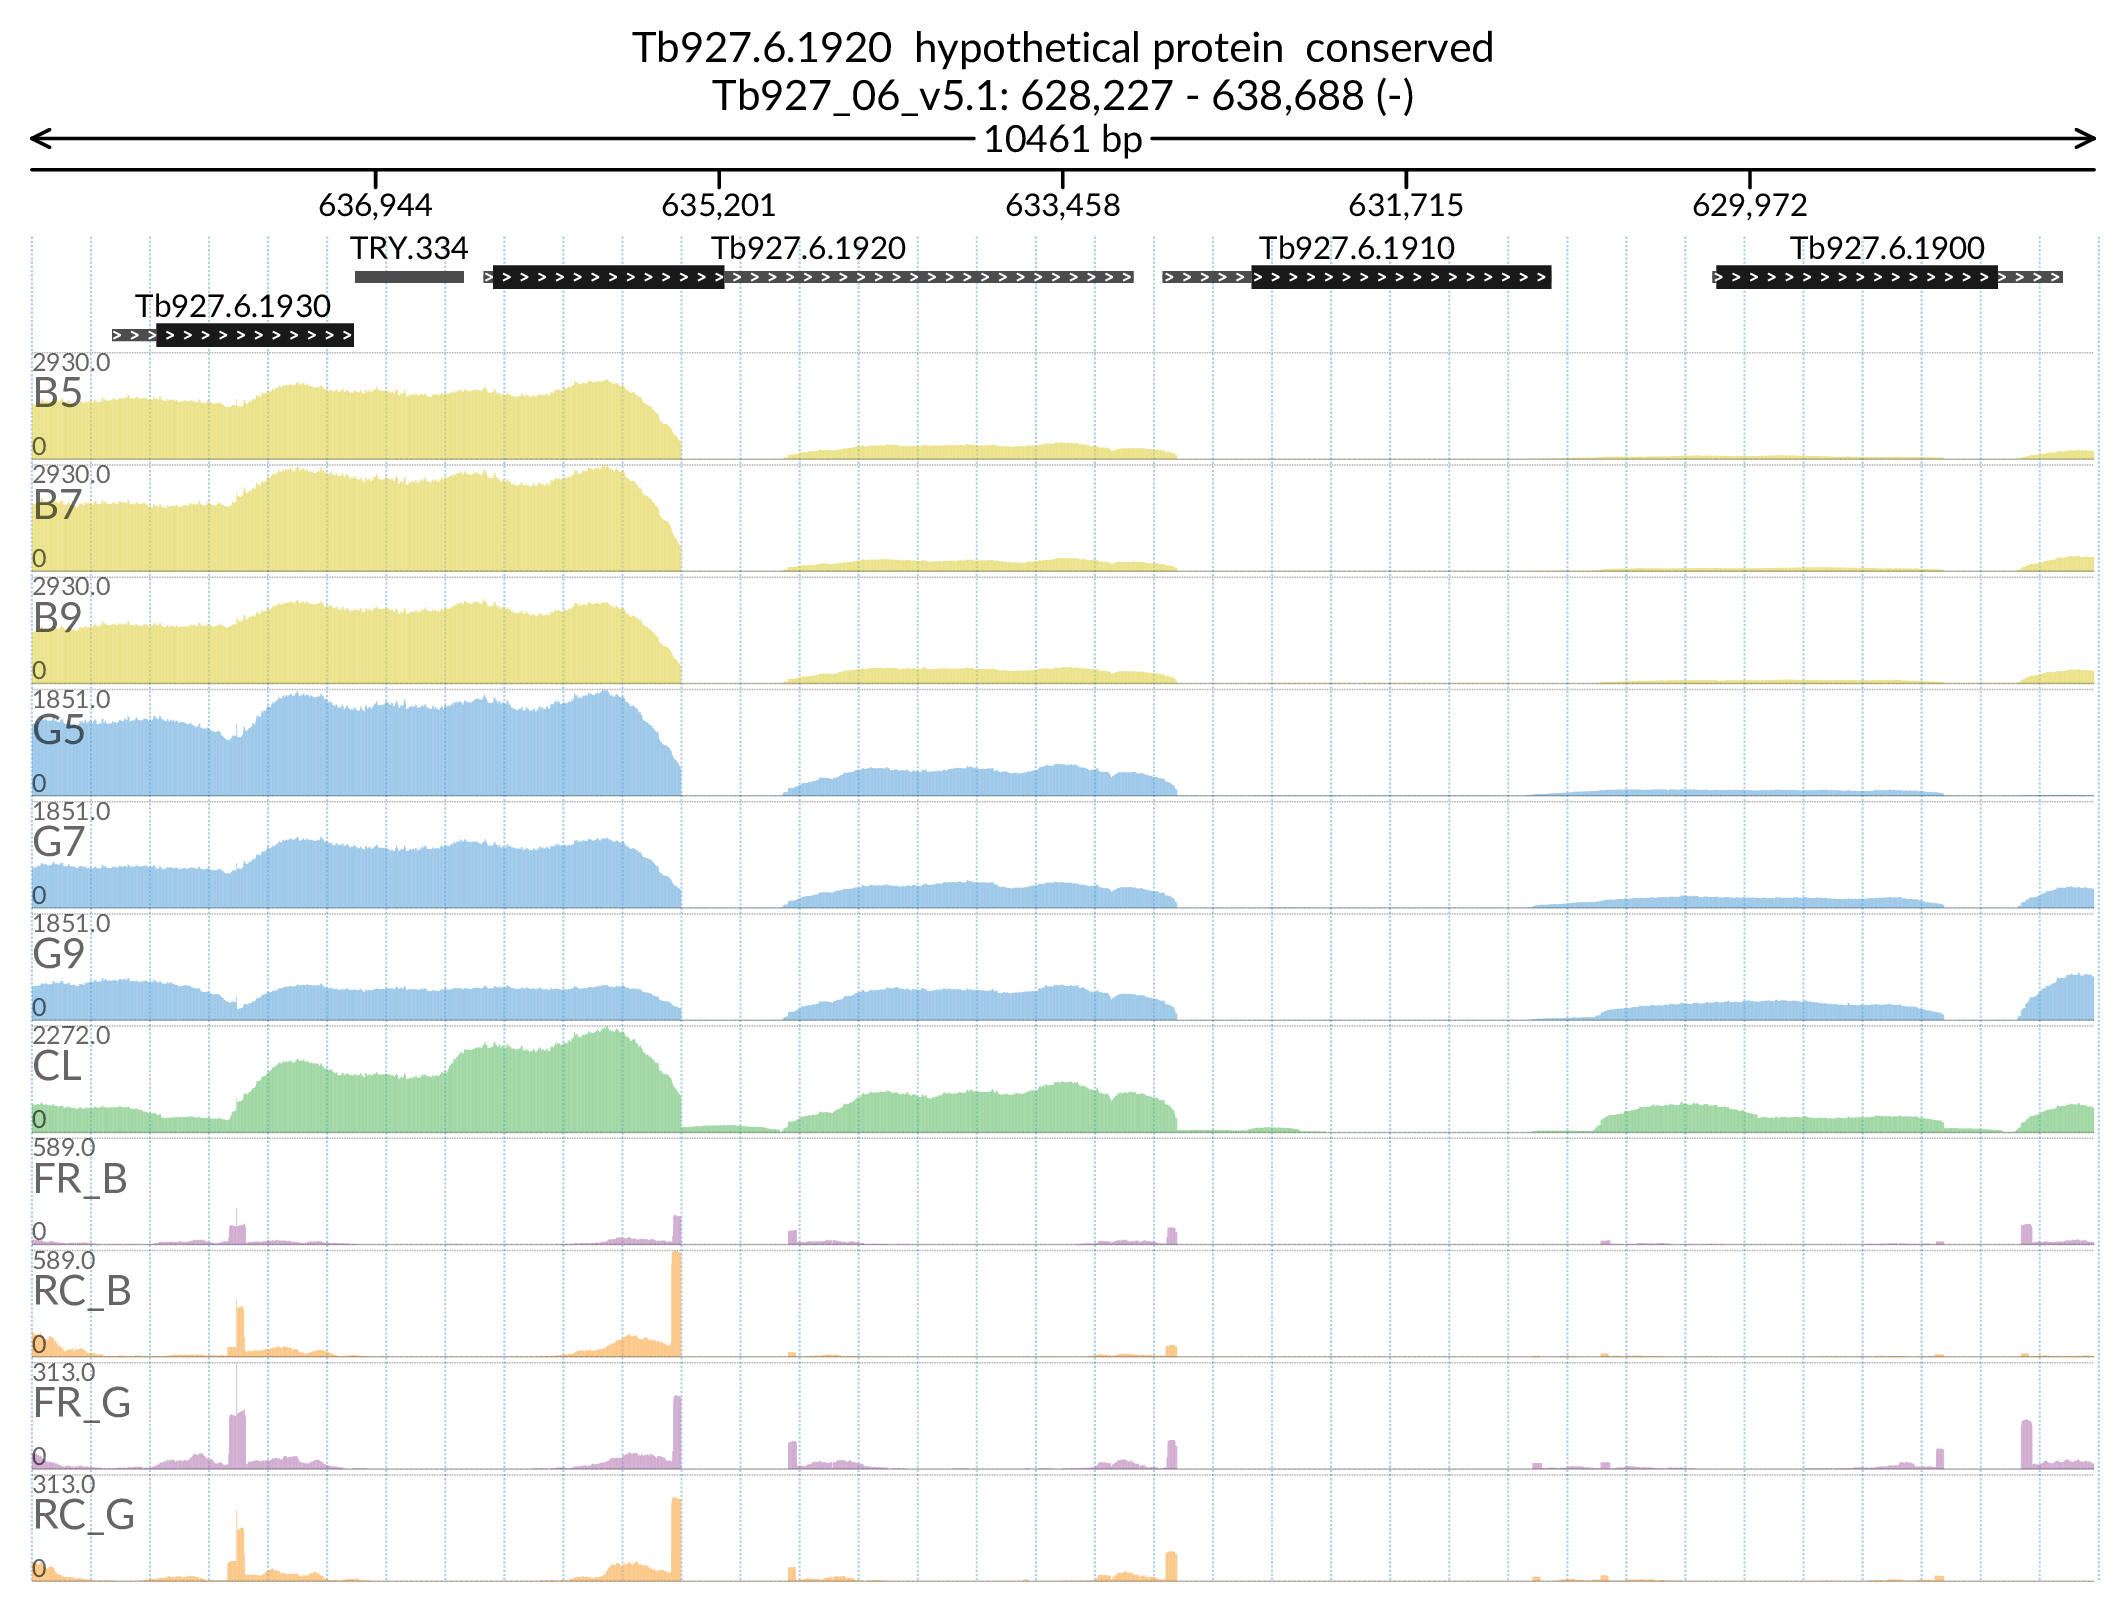 Tb927.6.1920  hypothetical protein  conserved
Tb927_06_v5.1: 628,227 - 638,688 (-)
10461 bp
636,944 635,201 633,458 631,715 629,972
TRY.334 Tb927.6.1920 Tb927.6.1910 Tb927.6.1900
Tb927.6.1930
2930.0
B5
0
2930.0
B7
0
2930.0
B9
0
1851.0
G5
0
1851.0
G7
0
1851.0
G9
0
2272.0
CL
0
589.0
FR_B
0
589.0
RC_B
0
313.0
FR_G
0
313.0
RC_G
0